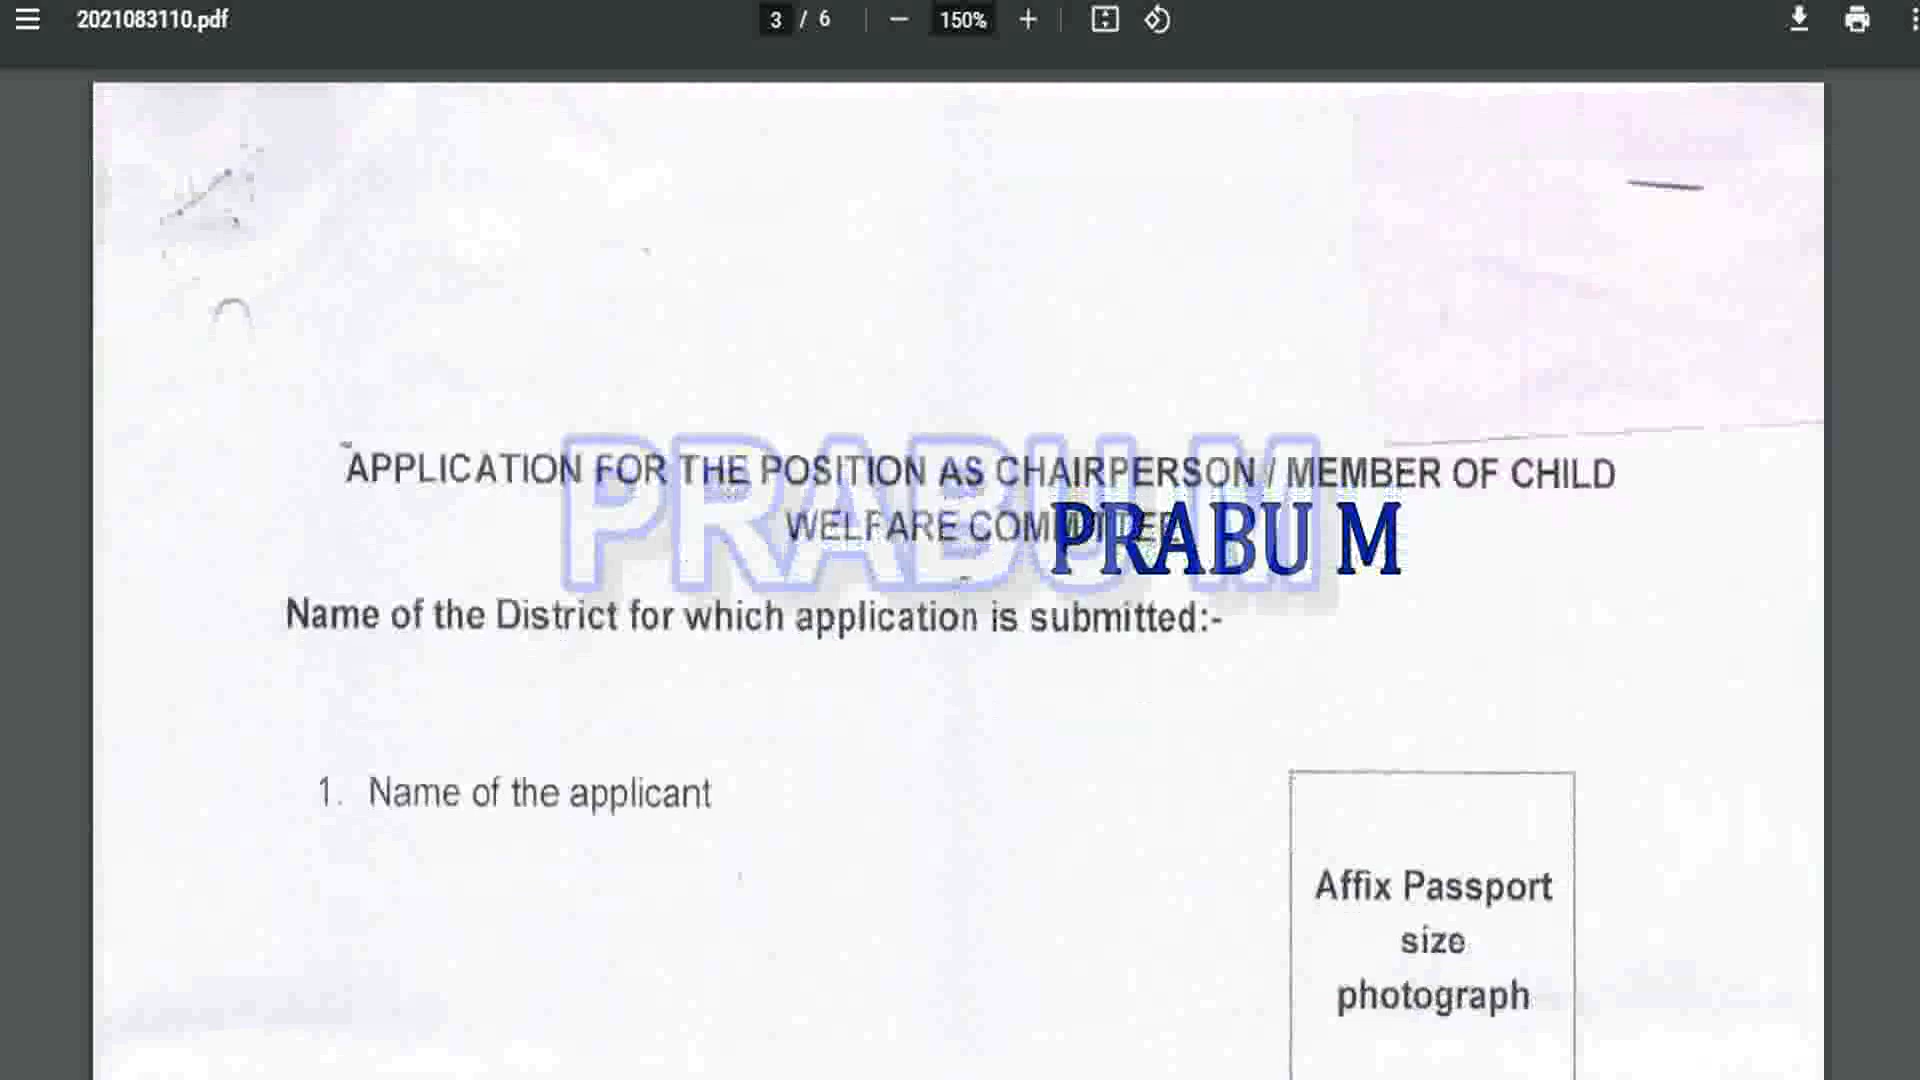 2021083110.pdf
3 / 6
150%
APPLICATION FOR THE POSITION AS CHAIRPERSON / MEMBER OF CHILD
WELFARE COMMITTEE
PRABU M
PRABU M
Name of the District for which application is submitted:-
1. Name of the applicant
Affix Passport
size
photograph